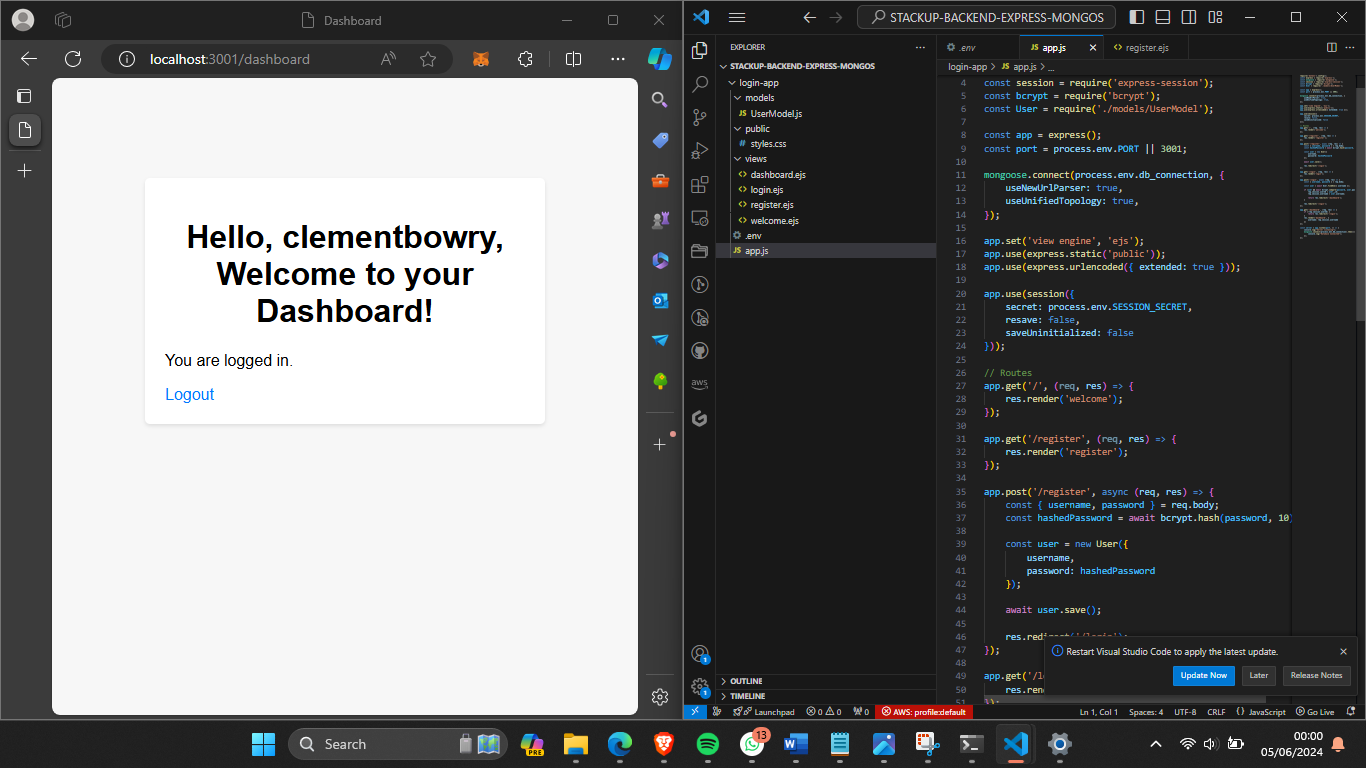 Dashboard
localhost:3001/dashboard
Hello, clementbowry,
Welcome to your
Dashboard!
You are logged in.
Logout
STACKUP-BACKEND-EXPRESS-MONGOS
EXPLORER
STACKUP-BACKEND-EXPRESS-MONGOS
login-app
models
JS UserModel.js
public
# styles.css
views
<> dashboard.ejs
<> login.ejs
<> register.ejs
<> welcome.ejs
.env
JS app.js
OUTLINE
TIMELINE
aws
1
1
.env
JS app.js
<> register.ejs
login-app > JS app.js > ...
4 const session = require('express-session');
5 const bcrypt = require('bcrypt');
6 const User = require('./models/UserModel');
7
8 const app = express();
9 const port = process.env.PORT || 3001;
10
11 mongoose.connect(process.env.db_connection, {
12     useNewUrlParser: true,
13     useUnifiedTopology: true,
14 });
15
16 app.set('view engine', 'ejs');
17 app.use(express.static('public'));
18 app.use(express.urlencoded({ extended: true }));
19
20 app.use(session({
21     secret: process.env.SESSION_SECRET,
22     resave: false,
23     saveUninitialized: false
24 }));
25
26 // Routes
27 app.get('/', (req, res) => {
28     res.render('welcome');
29 });
30
31 app.get('/register', (req, res) => {
32     res.render('register');
33 });
34
35 app.post('/register', async (req, res) => {
36     const { username, password } = req.body;
37     const hashedPassword = await bcrypt.hash(password, 10)
38
39     const user = new User({
40         username,
41         password: hashedPassword
42     });
43
44     await user.save();
45
46     res.redirect('/login');
47 });
48
49 app.get('/l
50     res.ren
51 });
Restart Visual Studio Code to apply the latest update.
Update Now
Later
Release Notes
Launchpad
0
0
0
AWS: profile:default
Ln 1, Col 1
Spaces: 4
UTF-8
CRLF
{} JavaScript
Go Live
Search
PRE
13
00:00
05/06/2024